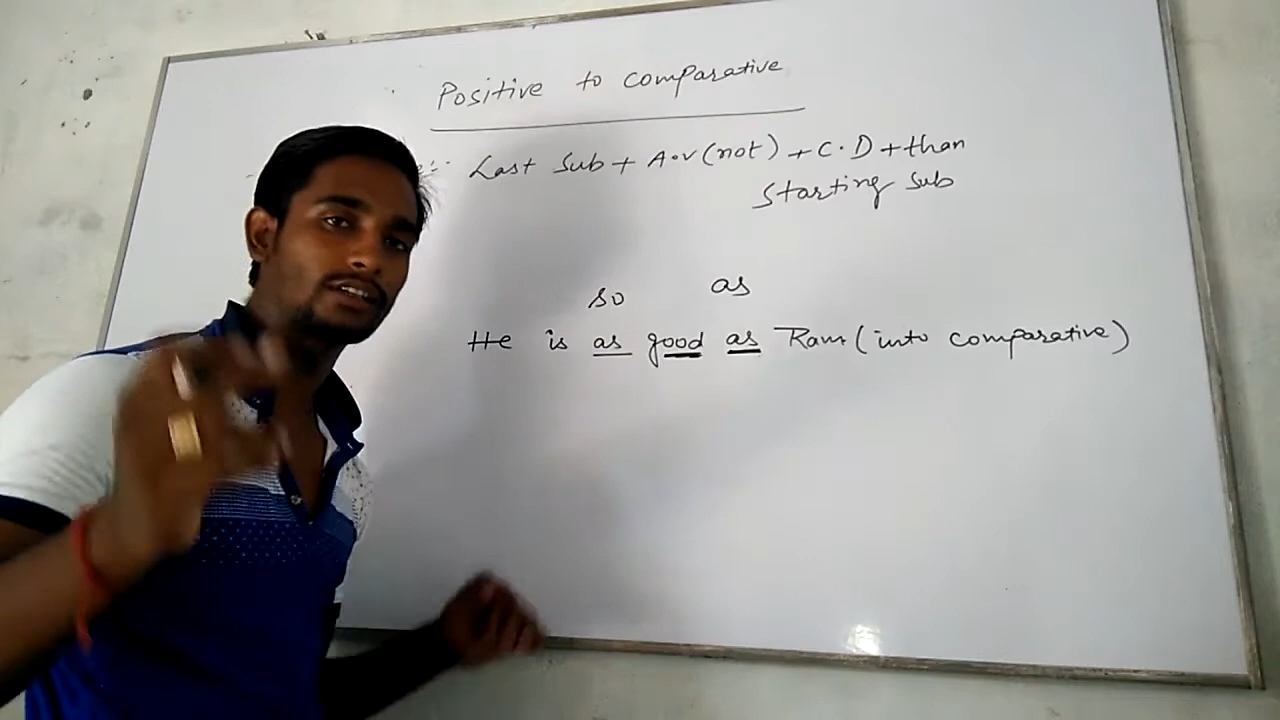 Positive to comparative
Last Sub + A.V (not) + C.D + than
Starting Sub
so as
He is as good as Ram (into comparative)